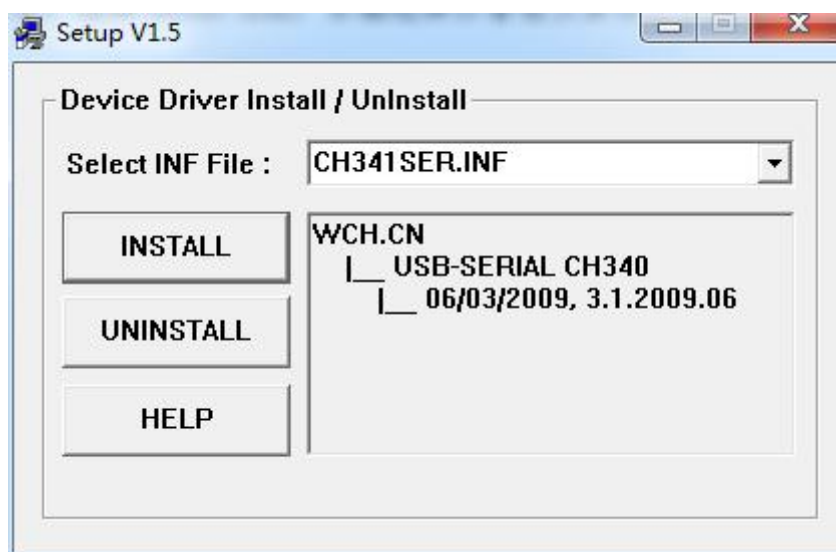 Setup V1.5
Device Driver Install / UnInstall
Select INF File :
CH341SER.INF
INSTALL
UNINSTALL
HELP
WCH.CN
|__ USB-SERIAL CH340
|__ 06/03/2009, 3.1.2009.06